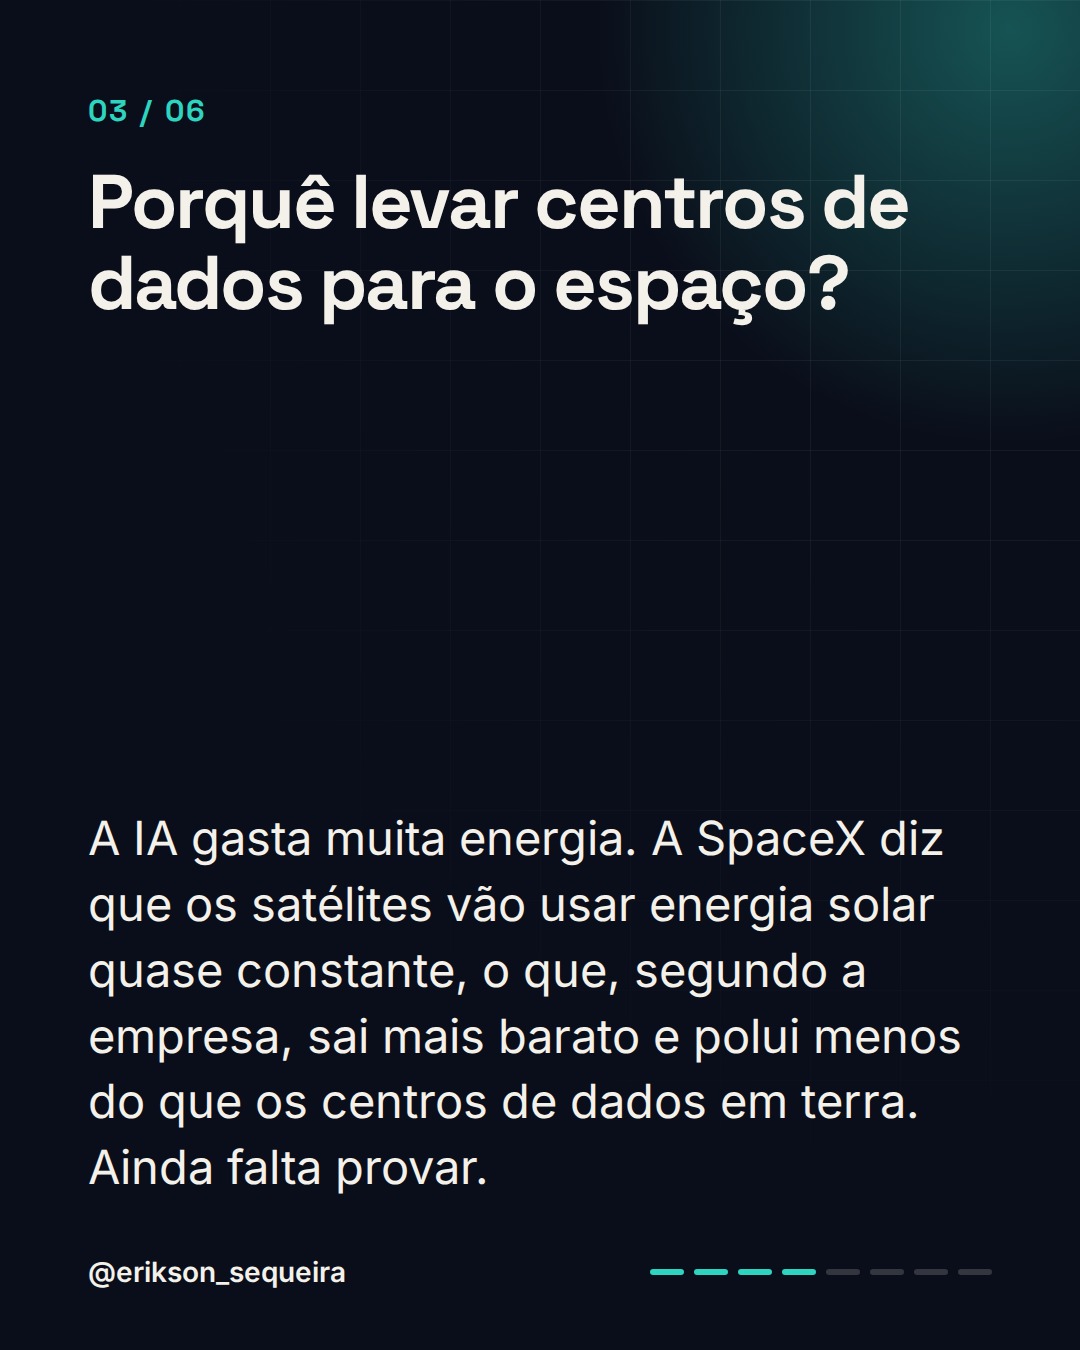 03 / 06
Porquê levar centros de
dados para o espaço?
A IA gasta muita energia. A SpaceX diz
que os satélites vão usar energia solar
quase constante, o que, segundo a
empresa, sai mais barato e polui menos
do que os centros de dados em terra.
Ainda falta provar.
@erikson_sequeira